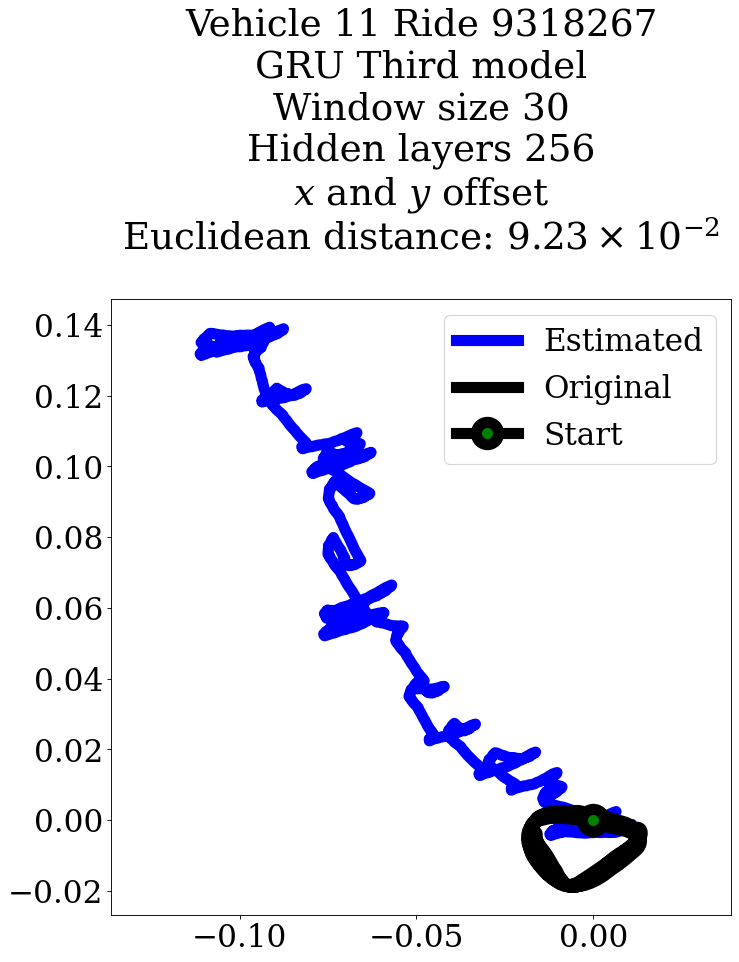 Vehicle 11 Ride 9318267
GRU Third model
Window size 30
Hidden layers 256
x and y offset
Euclidean distance: 9.23 × 10⁻²
0.14
0.12
0.10
0.08
0.06
0.04
0.02
0.00
−0.02
Estimated
Original
Start
−0.10
−0.05
0.00